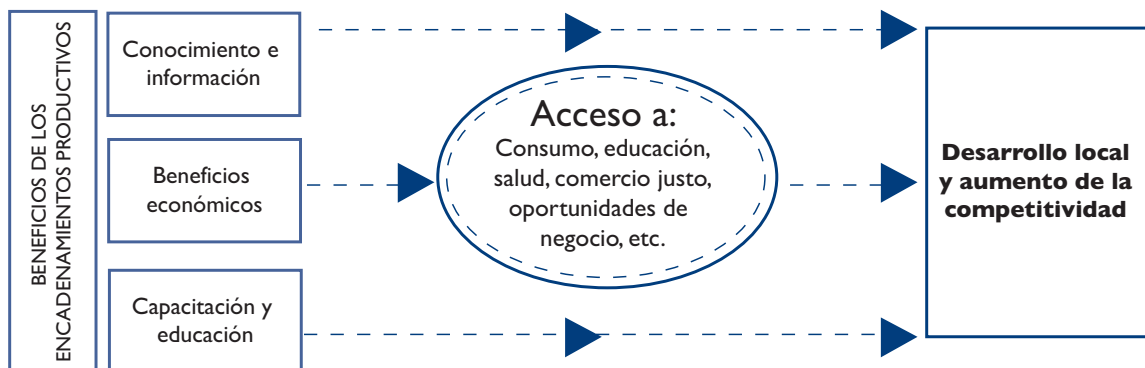 BENEFICIOS DE LOS
ENCADENAMIENTOS PRODUCTIVOS
Conocimiento e
información
Beneficios
económicos
Capacitación y
educación
Acceso a:
Consumo, educación,
salud, comercio justo,
oportunidades de
negocio, etc.
Desarrollo local
y aumento de la
competitividad